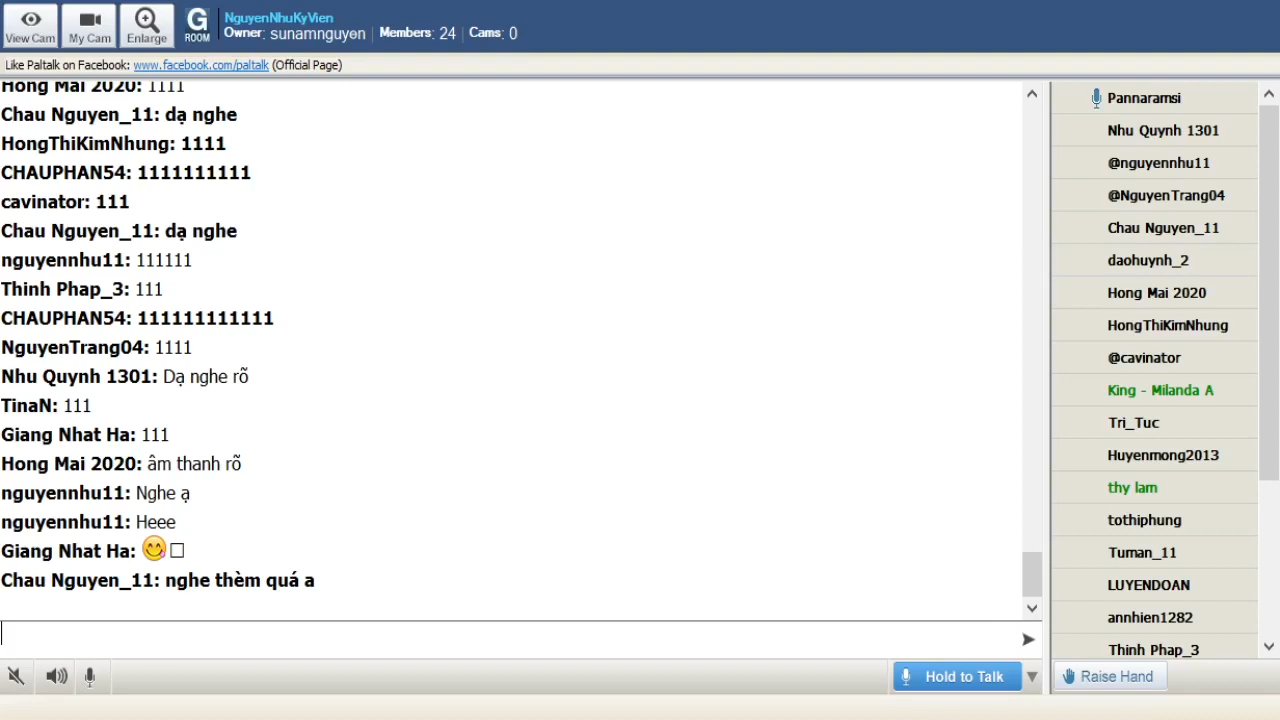 View Cam
My Cam
Enlarge
G
ROOM
NguyenNhuKyVien
Owner: sunamnguyen | Members: 24 | Cams: 0
Like Paltalk on Facebook: www.facebook.com/paltalk (Official Page)
Hong Mai 2020: 1111
Chau Nguyen_11: dạ nghe
HongThiKimNhung: 1111
CHAUPHAN54: 1111111111
cavinator: 111
Chau Nguyen_11: dạ nghe
nguyennhu11: 111111
Thinh Phap_3: 111
CHAUPHAN54: 111111111111
NguyenTrang04: 1111
Nhu Quynh 1301: Dạ nghe rõ
TinaN: 111
Giang Nhat Ha: 111
Hong Mai 2020: âm thanh rõ
nguyennhu11: Nghe ạ
nguyennhu11: Heee
Giang Nhat Ha: 😋□
Chau Nguyen_11: nghe thèm quá a
Hold to Talk
Pannaramsi
Nhu Quynh 1301
@nguyennhu11
@NguyenTrang04
Chau Nguyen_11
daohuynh_2
Hong Mai 2020
HongThiKimNhung
@cavinator
King - Milanda A
Tri_Tuc
Huyenmong2013
thy lam
tothiphung
Tuman_11
LUYENDOAN
annhien1282
Thinh Phap_3
Raise Hand